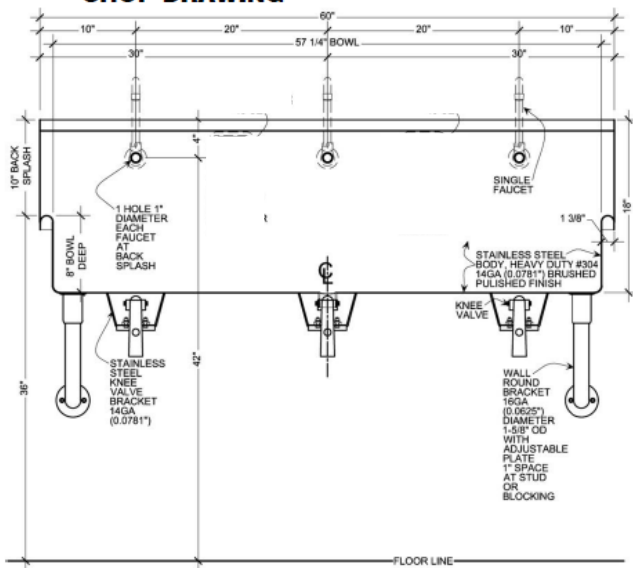 SHOP DRAWING
60"
10"
20"
20"
10"
57 1/4" BOWL
30"
30"
10" BACK
SPLASH
4"
SINGLE
FAUCET
18"
1 HOLE 1"
DIAMETER
EACH
FAUCET
AT
BACK
SPLASH
1 3/8"
8" BOWL
DEEP
CL
STAINLESS STEEL
BODY, HEAVY DUTY #304
14GA (0.0781") BRUSHED
PULISHED FINISH
KNEE
VALVE
STAINLESS
STEEL
KNEE
VALVE
BRACKET
14GA
(0.0781")
42"
36"
WALL
ROUND
BRACKET
16GA
(0.0625")
DIAMETER
1-5/8" OD
WITH
ADJUSTABLE
PLATE
1" SPACE
AT STUD
OR
BLOCKING
FLOOR LINE